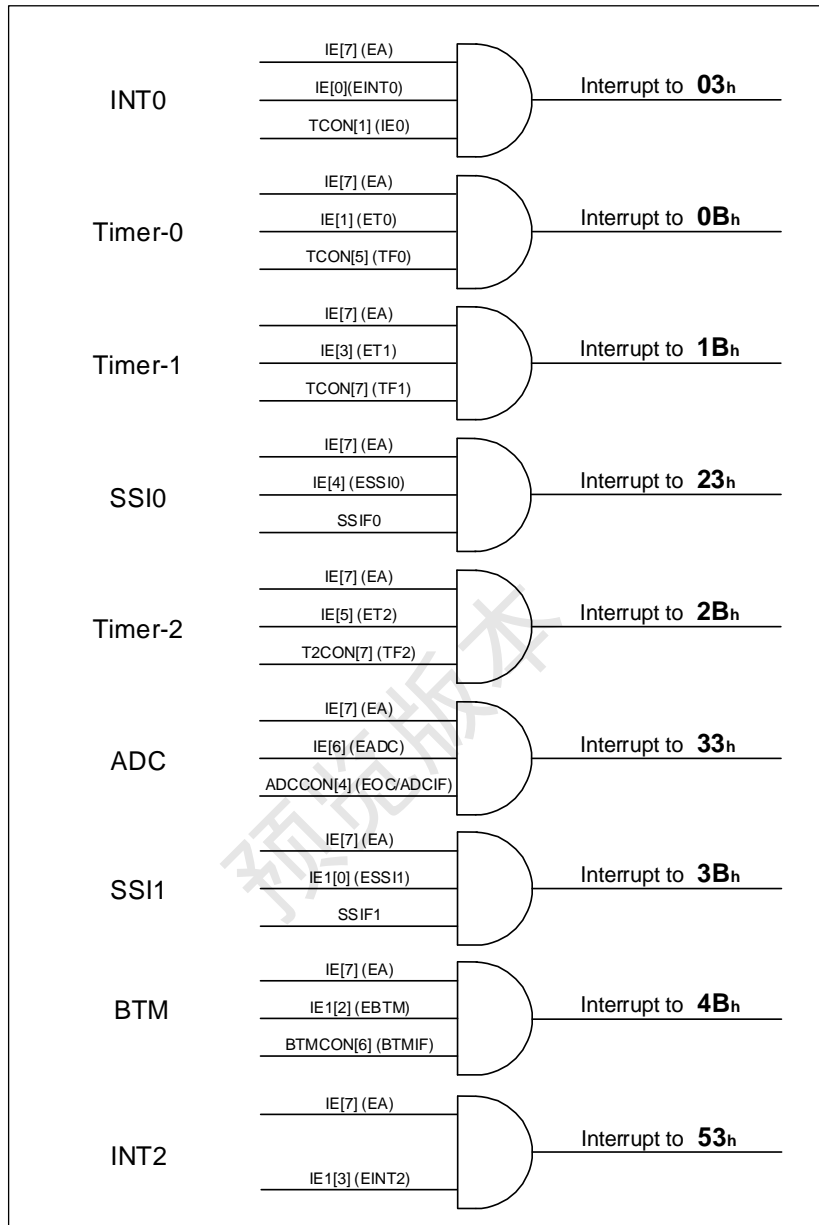 IE[7] (EA)
INT0
IE[0](EINT0)
Interrupt to 03h
TCON[1] (IE0)
IE[7] (EA)
Timer-0
IE[1] (ET0)
Interrupt to 0Bh
TCON[5] (TF0)
IE[7] (EA)
Timer-1
IE[3] (ET1)
Interrupt to 1Bh
TCON[7] (TF1)
IE[7] (EA)
SSI0
IE[4] (ESSI0)
Interrupt to 23h
SSIF0
IE[7] (EA)
Timer-2
IE[5] (ET2)
Interrupt to 2Bh
T2CON[7] (TF2)
IE[7] (EA)
ADC
IE[6] (EADC)
Interrupt to 33h
ADCCON[4] (EOC/ADCIF)
IE[7] (EA)
SSI1
IE1[0] (ESSI1)
Interrupt to 3Bh
SSIF1
IE[7] (EA)
BTM
IE1[2] (EBTM)
Interrupt to 4Bh
BTMCON[6] (BTMIF)
IE[7] (EA)
INT2
Interrupt to 53h
IE1[3] (EINT2)
预览版本